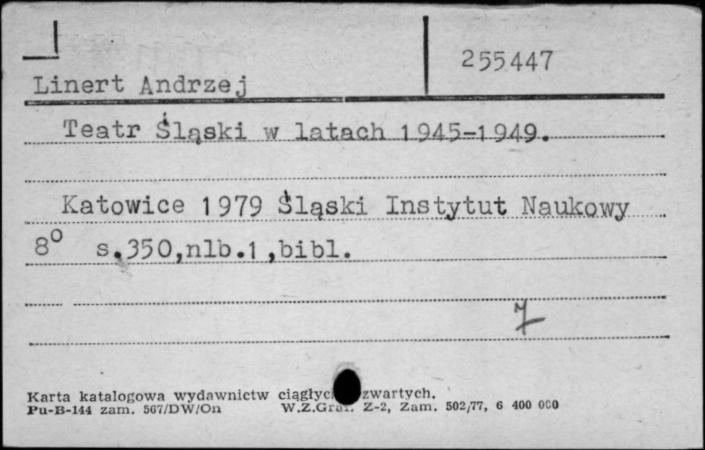 255447
Linert Andrzej
Teatr Śląski w latach 1945-1949.
Katowice 1979 Śląski Instytut Naukowy
8° s.350,nlb.1,bibl.
Karta katalogowa wydawnictw zwartych.
Pu-B-144 zam. 567/DW/On W.Z.Graf. Z-2, Zam. 502/77, 6 400 000